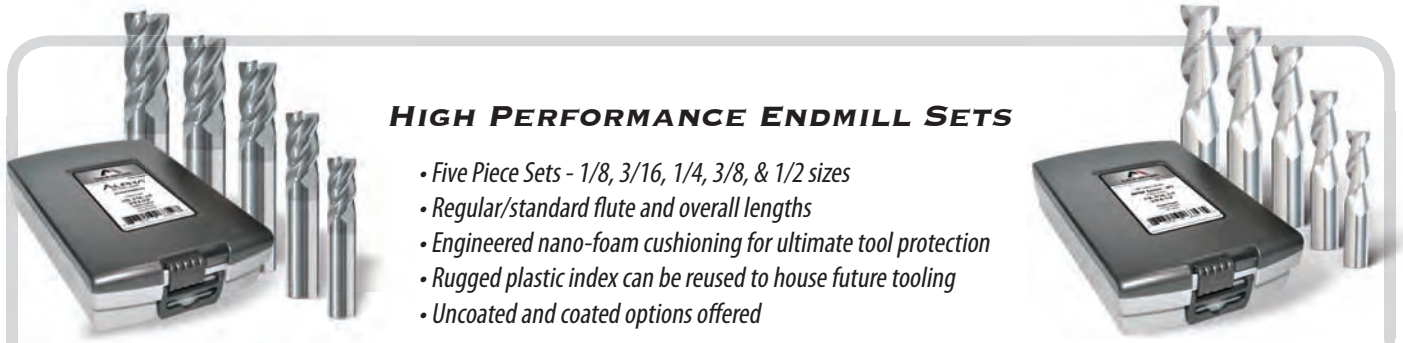 HIGH PERFORMANCE ENDMILL SETS
• Five Piece Sets - 1/8, 3/16, 1/4, 3/8, & 1/2 sizes
• Regular/standard flute and overall lengths
• Engineered nano-foam cushioning for ultimate tool protection
• Rugged plastic index can be reused to house future tooling
• Uncoated and coated options offered
ALPHA